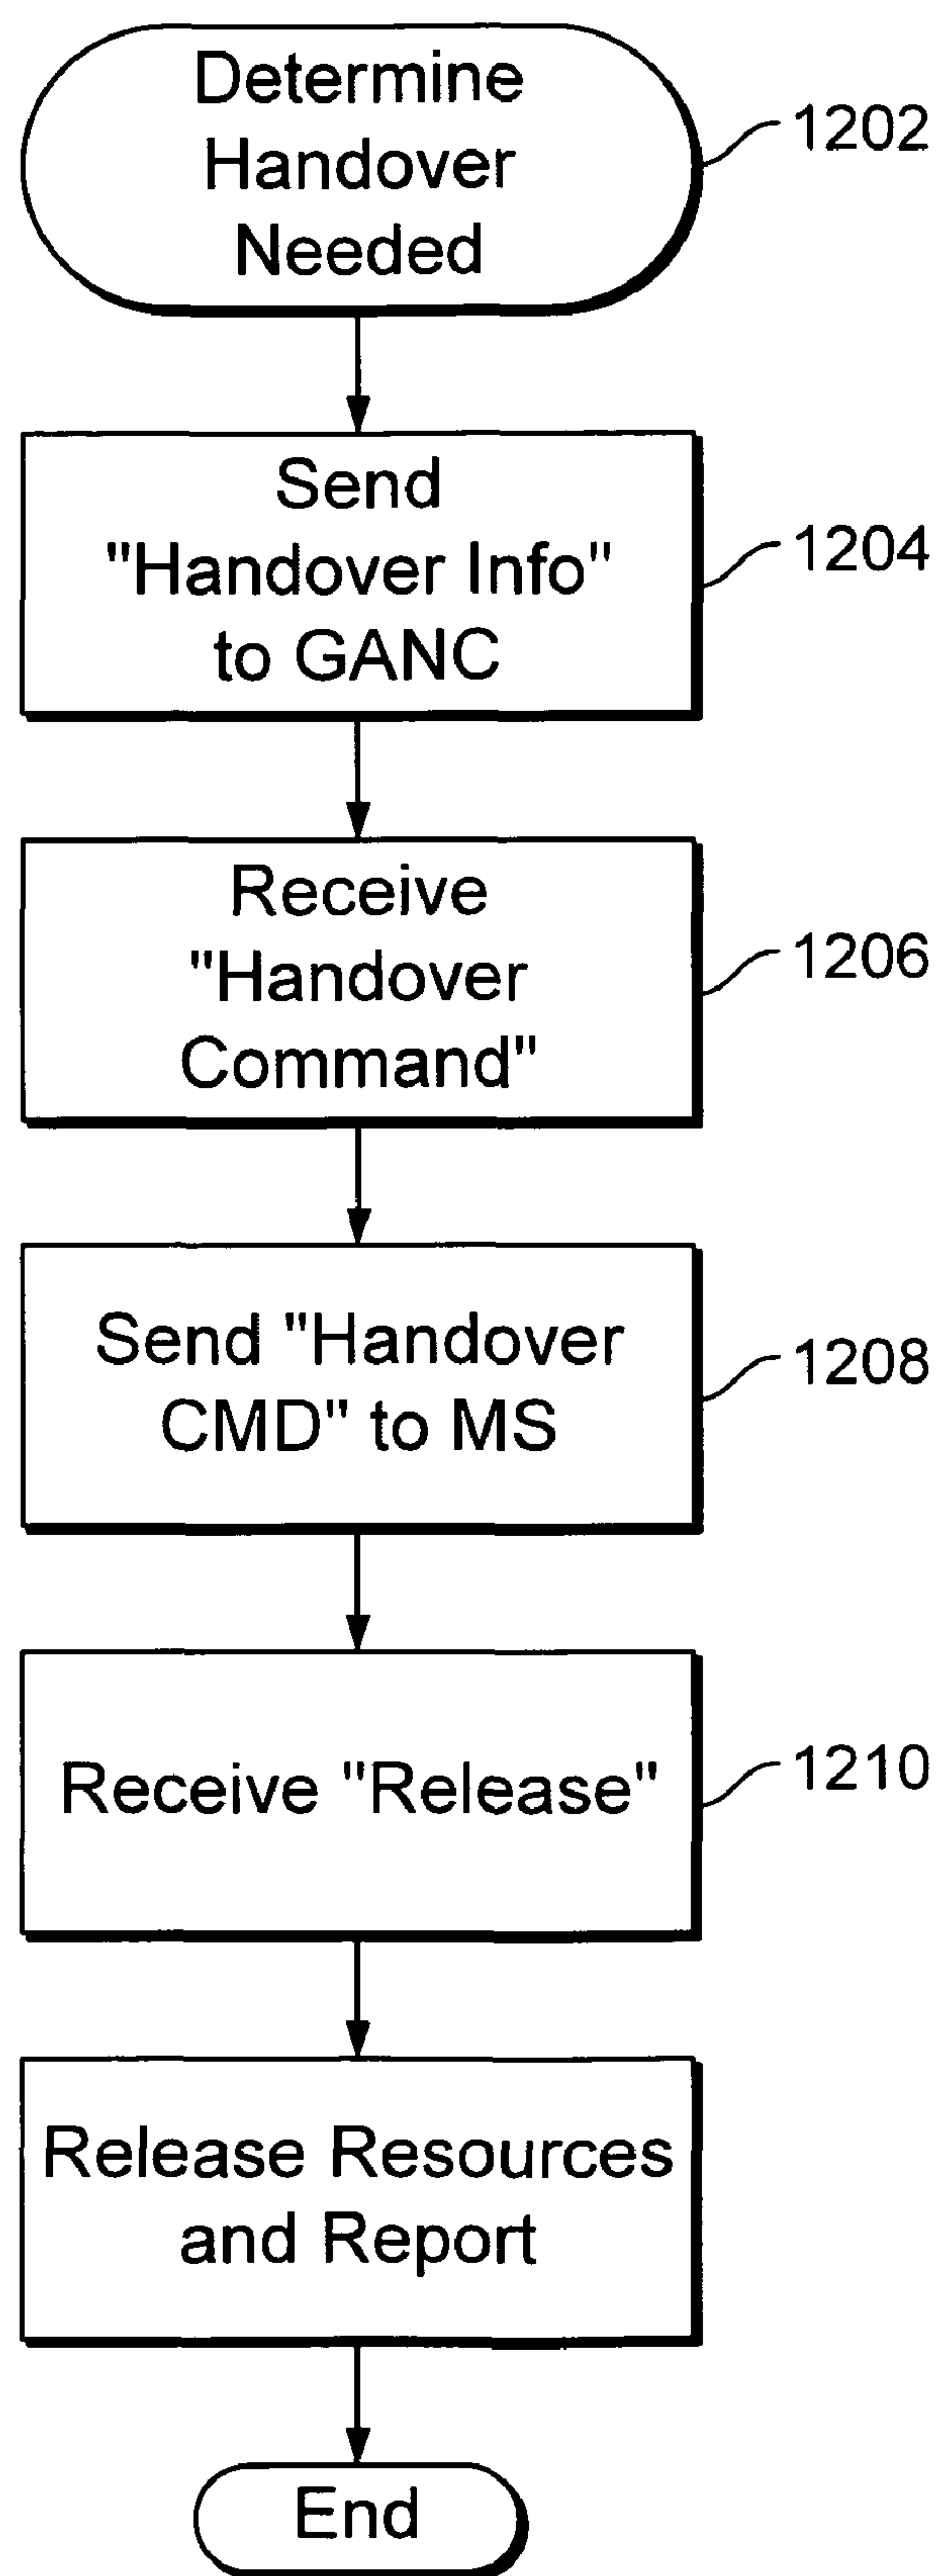 Determine
Handover
Needed
1202
Send
"Handover Info"
to GANC
1204
Receive
"Handover
Command"
1206
Send "Handover
CMD" to MS
1208
Receive "Release"
1210
Release Resources
and Report
End